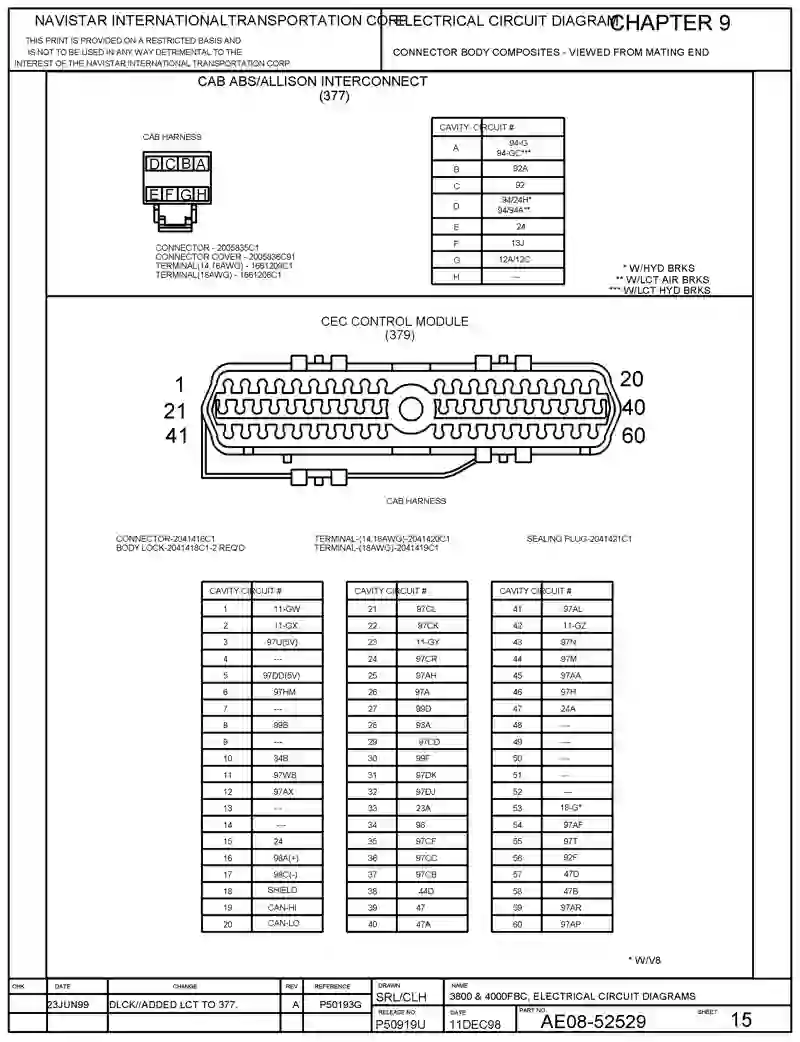 NAVISTAR INTERNATIONALTRANSPORTATION CORP.
ELECTRICAL CIRCUIT DIAGRAM
CHAPTER 9
THIS PRINT IS PROVIDED ON A RESTRICTED BASIS AND
IS NOT TO BE USED IN ANY WAY DETRIMENTAL TO THE
INTEREST OF THE NAVISTAR INTERNATIONAL TRANSPORTATION CORP
CONNECTOR BODY COMPOSITES - VIEWED FROM MATING END
CAB ABS/ALLISON INTERCONNECT
(377)
CAB HARNESS
D C B A
E F G H
CONNECTOR - 2005835C1
CONNECTOR COVER - 2005836C91
TERMINAL(14,16AWG) - 1661209C1
TERMINAL(18AWG) - 1661208C1
CAVITY CIRCUIT #
A 94-G
94-GC***
B 92A
C 92
D 94/24H*
94/94A**
E 24
F 13J
G 12A/12C
H ---
* W/HYD BRKS
** W/LCT AIR BRKS
*** W/LCT HYD BRKS
CEC CONTROL MODULE
(379)
1 20
21 40
41 60
CAB HARNESS
CONNECTOR-2041416C1
BODY LOCK-2041418C1-2 REQ'D
TERMINAL-(14,16AWG)-2041420C1
TERMINAL-(18AWG)-2041419C1
SEALING PLUG-2041421C1
CAVITY CIRCUIT #
1 11-GW
2 11-GX
3 97U(5V)
4 ---
5 97DD(5V)
6 97HM
7 ---
8 99B
9 ---
10 34B
11 97WB
12 97AX
13 ---
14 ---
15 24
16 98A(+)
17 98C(-)
18 SHIELD
19 CAN-HI
20 CAN-LO
CAVITY CIRCUIT #
21 97CL
22 97CK
23 11-GY
24 97CR
25 97AH
26 97A
27 99D
28 93A
29 97CD
30 99F
31 97DK
32 97DJ
33 23A
34 98
35 97CF
36 97CC
37 97CB
38 44D
39 47
40 47A
CAVITY CIRCUIT #
41 97AL
42 11-GZ
43 97N
44 97M
45 97AA
46 97H
47 24A
48 ---
49 ---
50 ---
51 ---
52 ---
53 18-G*
54 97AF
55 97T
56 92F
57 47D
58 47B
59 97AR
60 97AP
* W/V8
CHK DATE CHANGE REV REFERENCE
23JUN99 DLCK//ADDED LCT TO 377. A P50193G
DRAWN
SRL/CLH
NAME
3800 & 4000FBC, ELECTRICAL CIRCUIT DIAGRAMS
RELEASE NO.
P50919U
DATE
11DEC98
PART NO.
AE08-52529
SHEET
15